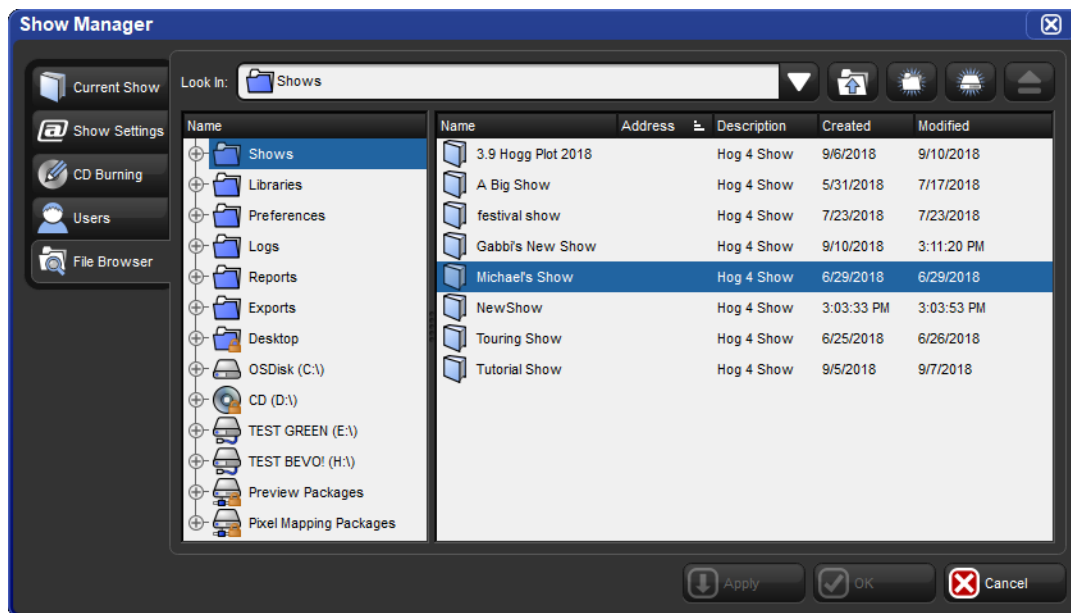 Show Manager
Current Show
Show Settings
CD Burning
Users
File Browser
Look In: Shows
Name
Shows
Libraries
Preferences
Logs
Reports
Exports
Desktop
OSDisk (C:\)
CD (D:\)
TEST GREEN (E:\)
TEST BEVO! (H:\)
Preview Packages
Pixel Mapping Packages
Name Address Description Created Modified
3.9 Hogg Plot 2018 Hog 4 Show 9/6/2018 9/10/2018
A Big Show Hog 4 Show 5/31/2018 7/17/2018
festival show Hog 4 Show 7/23/2018 7/23/2018
Gabbi's New Show Hog 4 Show 9/10/2018 3:11:20 PM
Michael's Show Hog 4 Show 6/29/2018 6/29/2018
NewShow Hog 4 Show 3:03:33 PM 3:03:53 PM
Touring Show Hog 4 Show 6/25/2018 6/26/2018
Tutorial Show Hog 4 Show 9/5/2018 9/7/2018
Apply OK Cancel